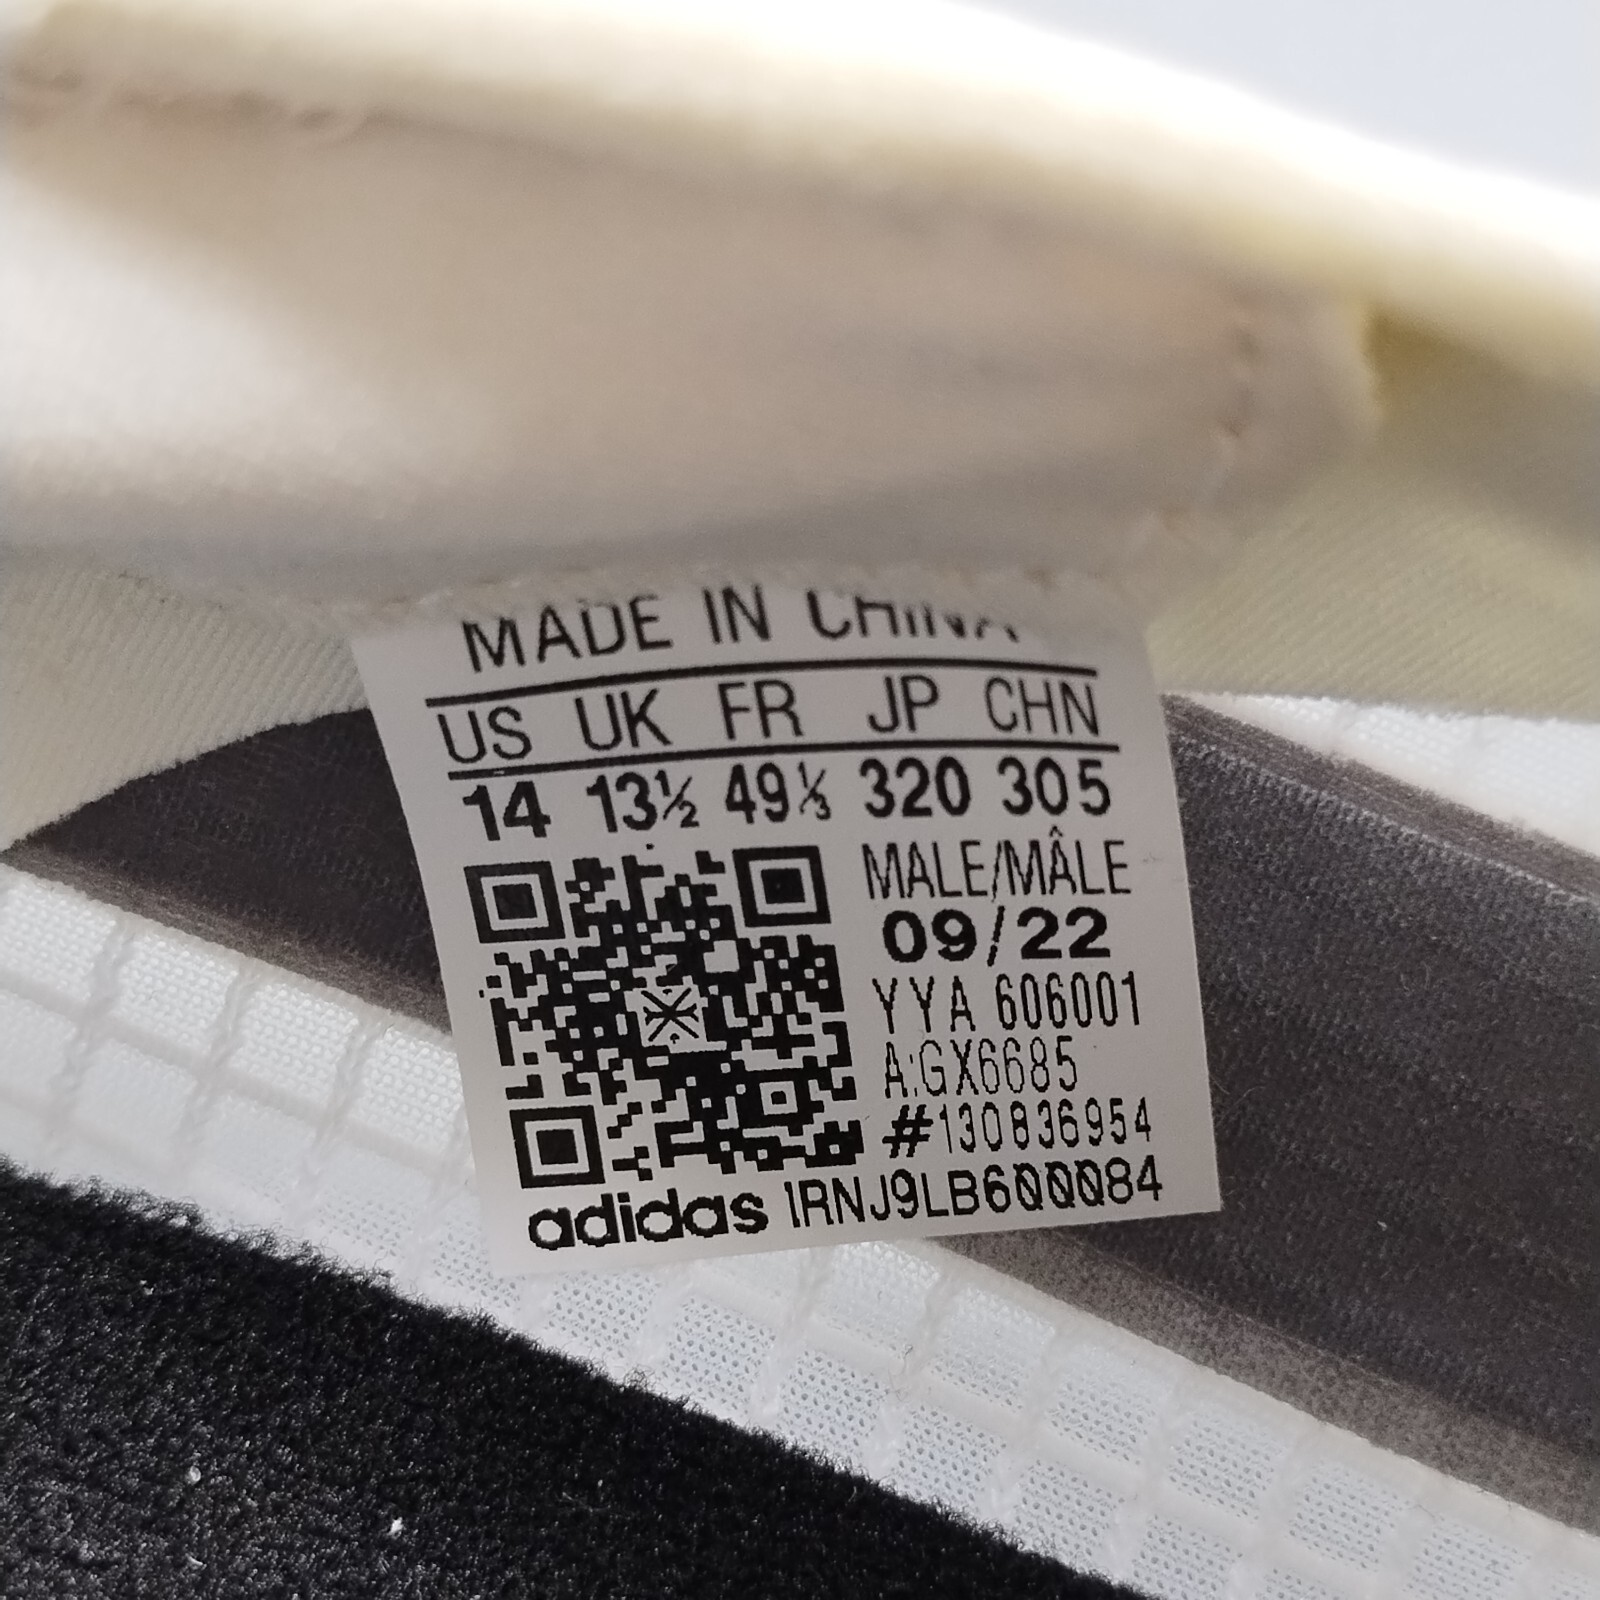 MADE IN CHINA
US UK FR JP CHN
14 13½ 49⅓ 320 305
MALE/MÂLE
09/22
YYA 606001
A:GX6685
#130836954
adidas 1RNJ9LB600084